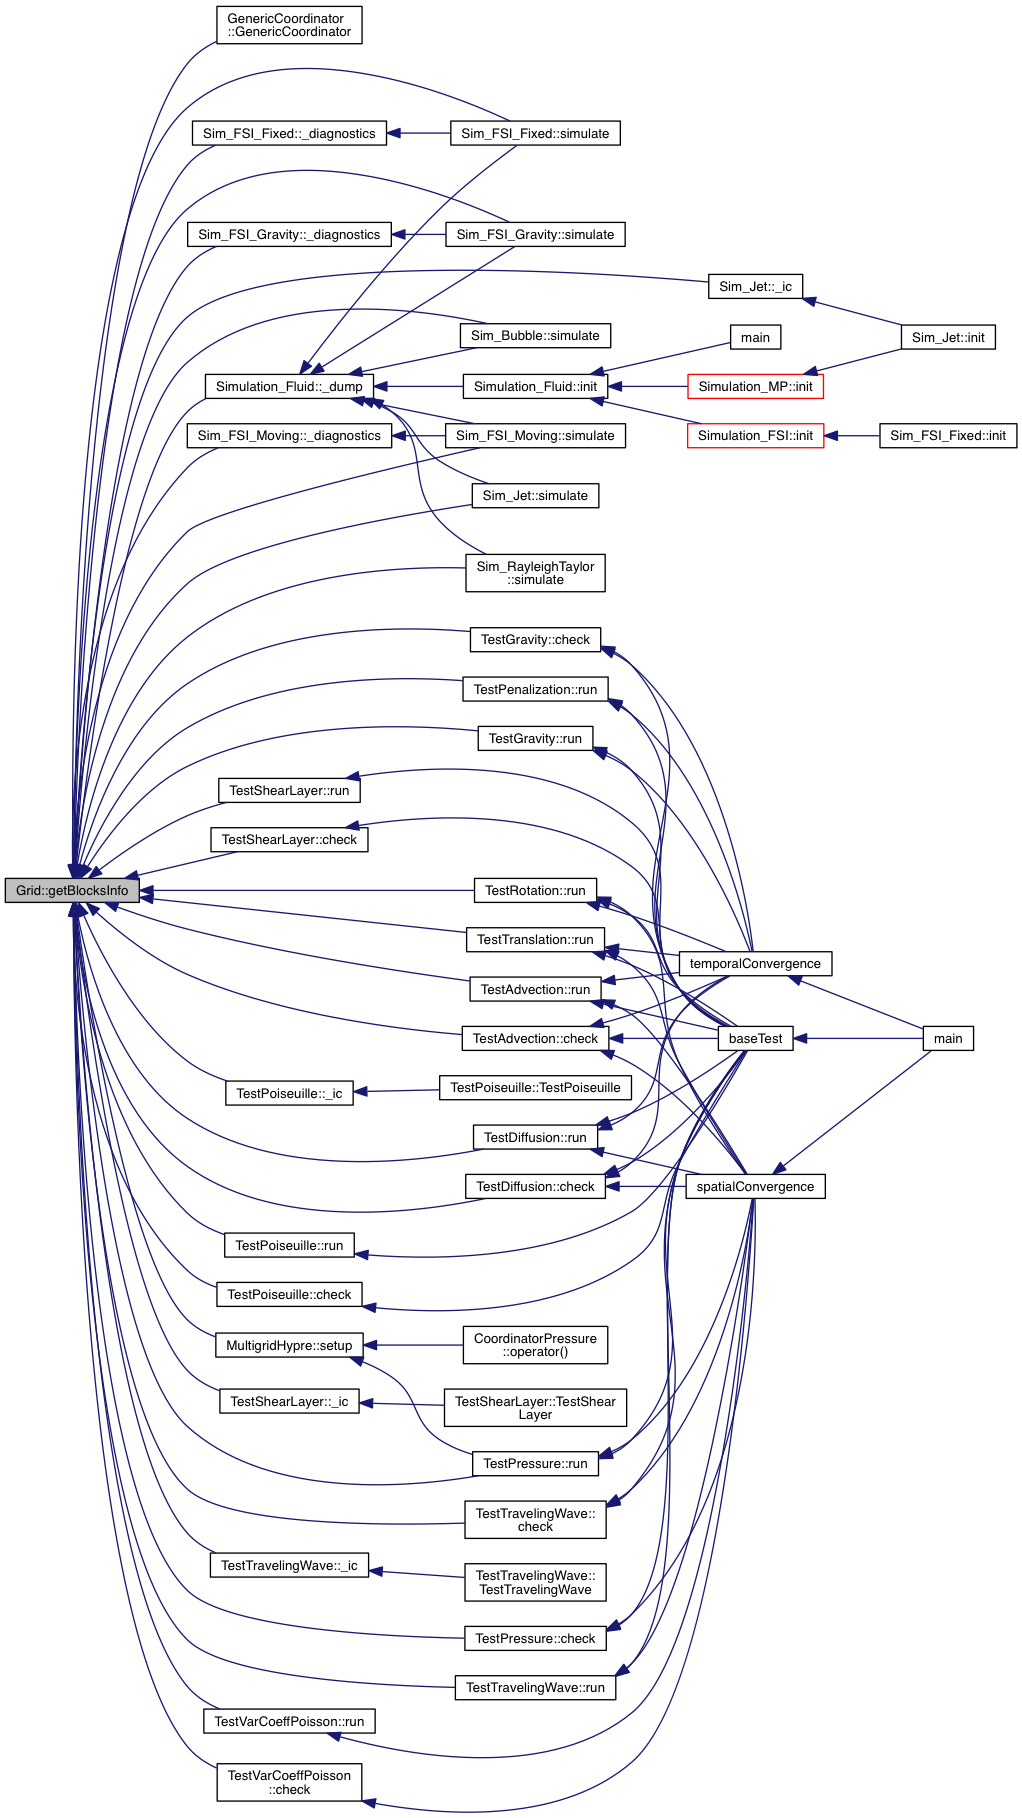 GenericCoordinator
::GenericCoordinator
Sim_FSI_Fixed::_diagnostics
Sim_FSI_Fixed::simulate
Sim_FSI_Gravity::_diagnostics
Sim_FSI_Gravity::simulate
Sim_Jet::_ic
Sim_Bubble::simulate
main
Sim_Jet::init
Simulation_Fluid::_dump
Simulation_Fluid::init
Simulation_MP::init
Sim_FSI_Moving::_diagnostics
Sim_FSI_Moving::simulate
Simulation_FSI::init
Sim_FSI_Fixed::init
Sim_Jet::simulate
Sim_RayleighTaylor
::simulate
TestGravity::check
TestPenalization::run
TestGravity::run
TestShearLayer::run
TestShearLayer::check
Grid::getBlocksInfo
TestRotation::run
TestTranslation::run
temporalConvergence
TestAdvection::run
TestAdvection::check
baseTest
main
TestPoiseuille::_ic
TestPoiseuille::TestPoiseuille
TestDiffusion::run
TestDiffusion::check
spatialConvergence
TestPoiseuille::run
TestPoiseuille::check
MultigridHypre::setup
CoordinatorPressure
::operator()
TestShearLayer::_ic
TestShearLayer::TestShear
Layer
TestPressure::run
TestTravelingWave::
check
TestTravelingWave::_ic
TestTravelingWave::
TestTravelingWave
TestPressure::check
TestTravelingWave::run
TestVarCoeffPoisson::run
TestVarCoeffPoisson
::check